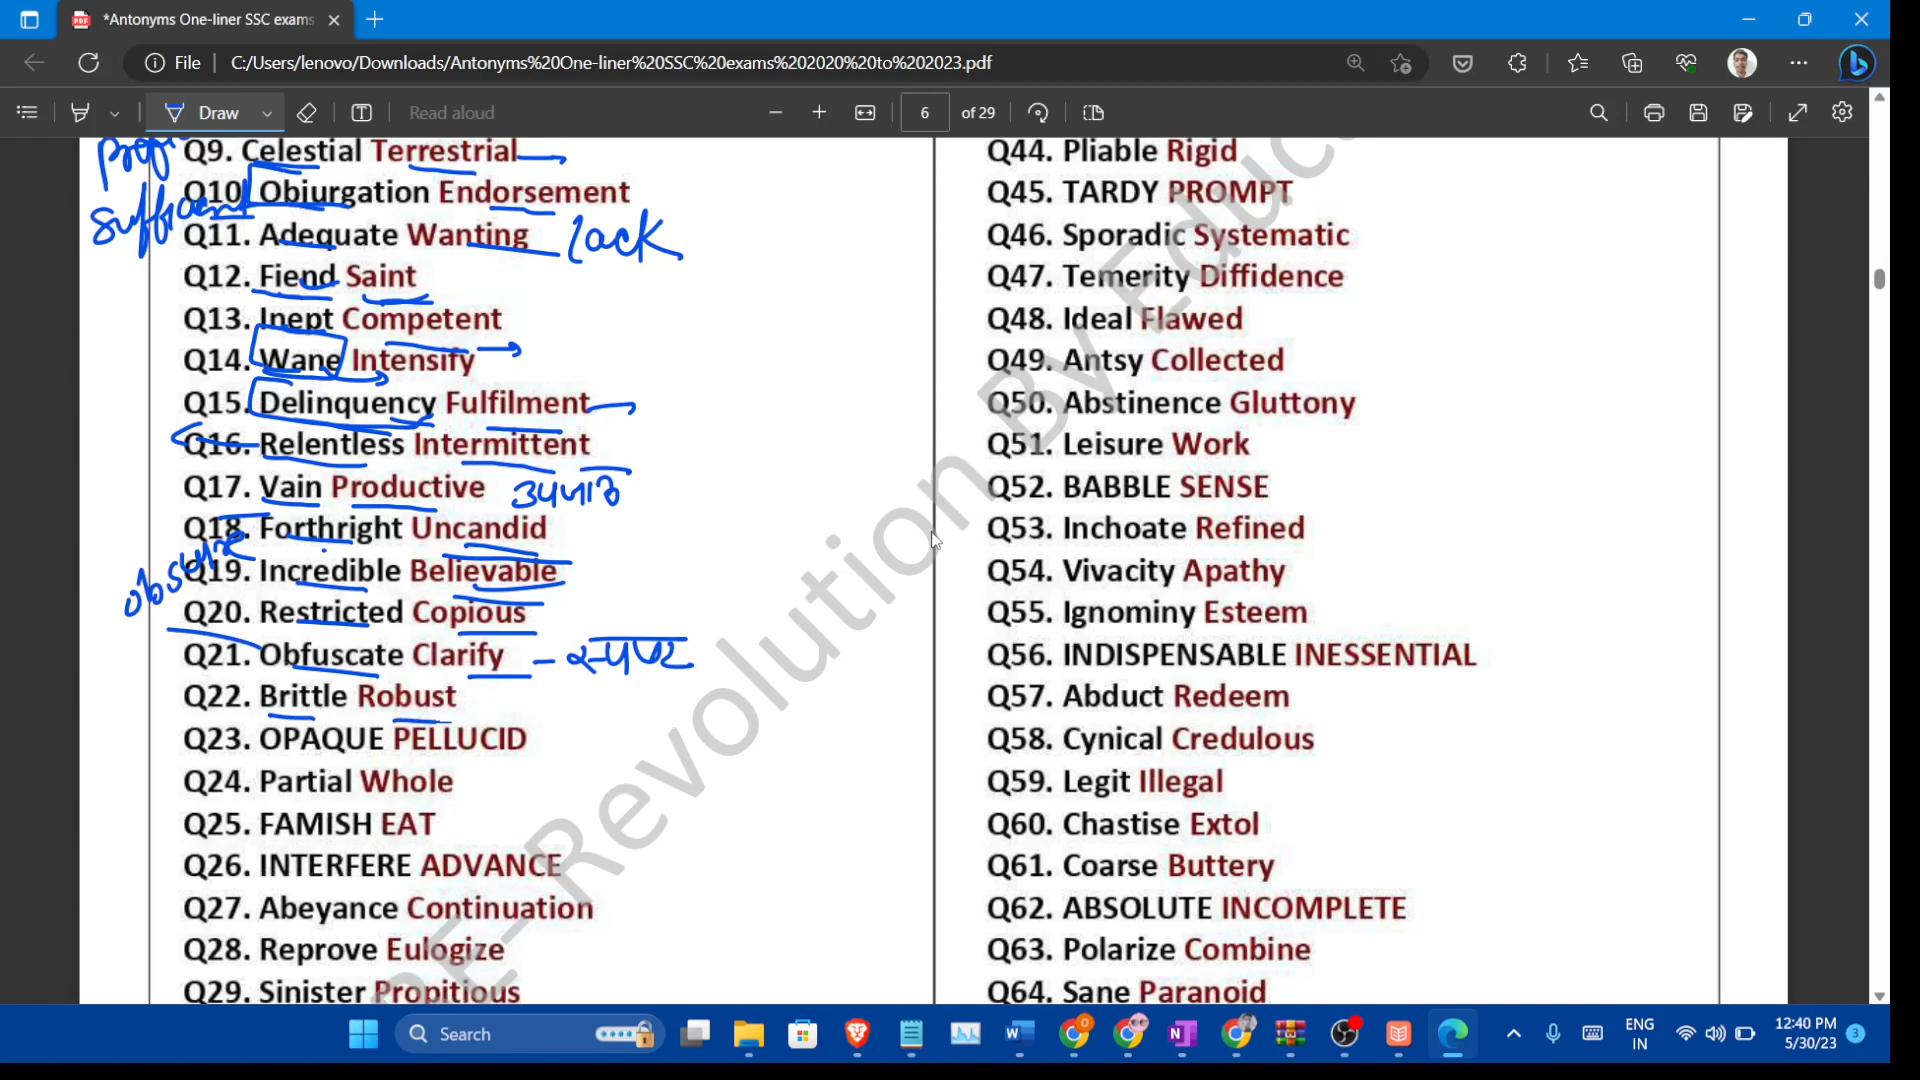 *Antonyms One-liner SSC exams
File
C:/Users/lenovo/Downloads/Antonyms%20One-liner%20SSC%20exams%202020%20to%202023.pdf
Draw
Read aloud
6 of 29
Q9. Celestial Terrestrial
Q10. Objurgation Endorsement
sufficient
Q11. Adequate Wanting lack
Q12. Fiend Saint
Q13. Inept Competent
Q14. Wane Intensify
Q15. Delinquency Fulfilment
Q16. Relentless Intermittent
Q17. Vain Productive
Q18. Forthright Uncandid
obscure
Q19. Incredible Believable
Q20. Restricted Copious
Q21. Obfuscate Clarify – स्पष्ट
Q22. Brittle Robust
Q23. OPAQUE PELLUCID
Q24. Partial Whole
Q25. FAMISH EAT
Q26. INTERFERE ADVANCE
Q27. Abeyance Continuation
Q28. Reprove Eulogize
Q29. Sinister Propitious
Q44. Pliable Rigid
Q45. TARDY PROMPT
Q46. Sporadic Systematic
Q47. Temerity Diffidence
Q48. Ideal Flawed
Q49. Antsy Collected
Q50. Abstinence Gluttony
Q51. Leisure Work
Q52. BABBLE SENSE
Q53. Inchoate Refined
Q54. Vivacity Apathy
Q55. Ignominy Esteem
Q56. INDISPENSABLE INESSENTIAL
Q57. Abduct Redeem
Q58. Cynical Credulous
Q59. Legit Illegal
Q60. Chastise Extol
Q61. Coarse Buttery
Q62. ABSOLUTE INCOMPLETE
Q63. Polarize Combine
Q64. Sane Paranoid
RE-Revolution By Educ
Search
ENG
IN
12:40 PM
5/30/23
3